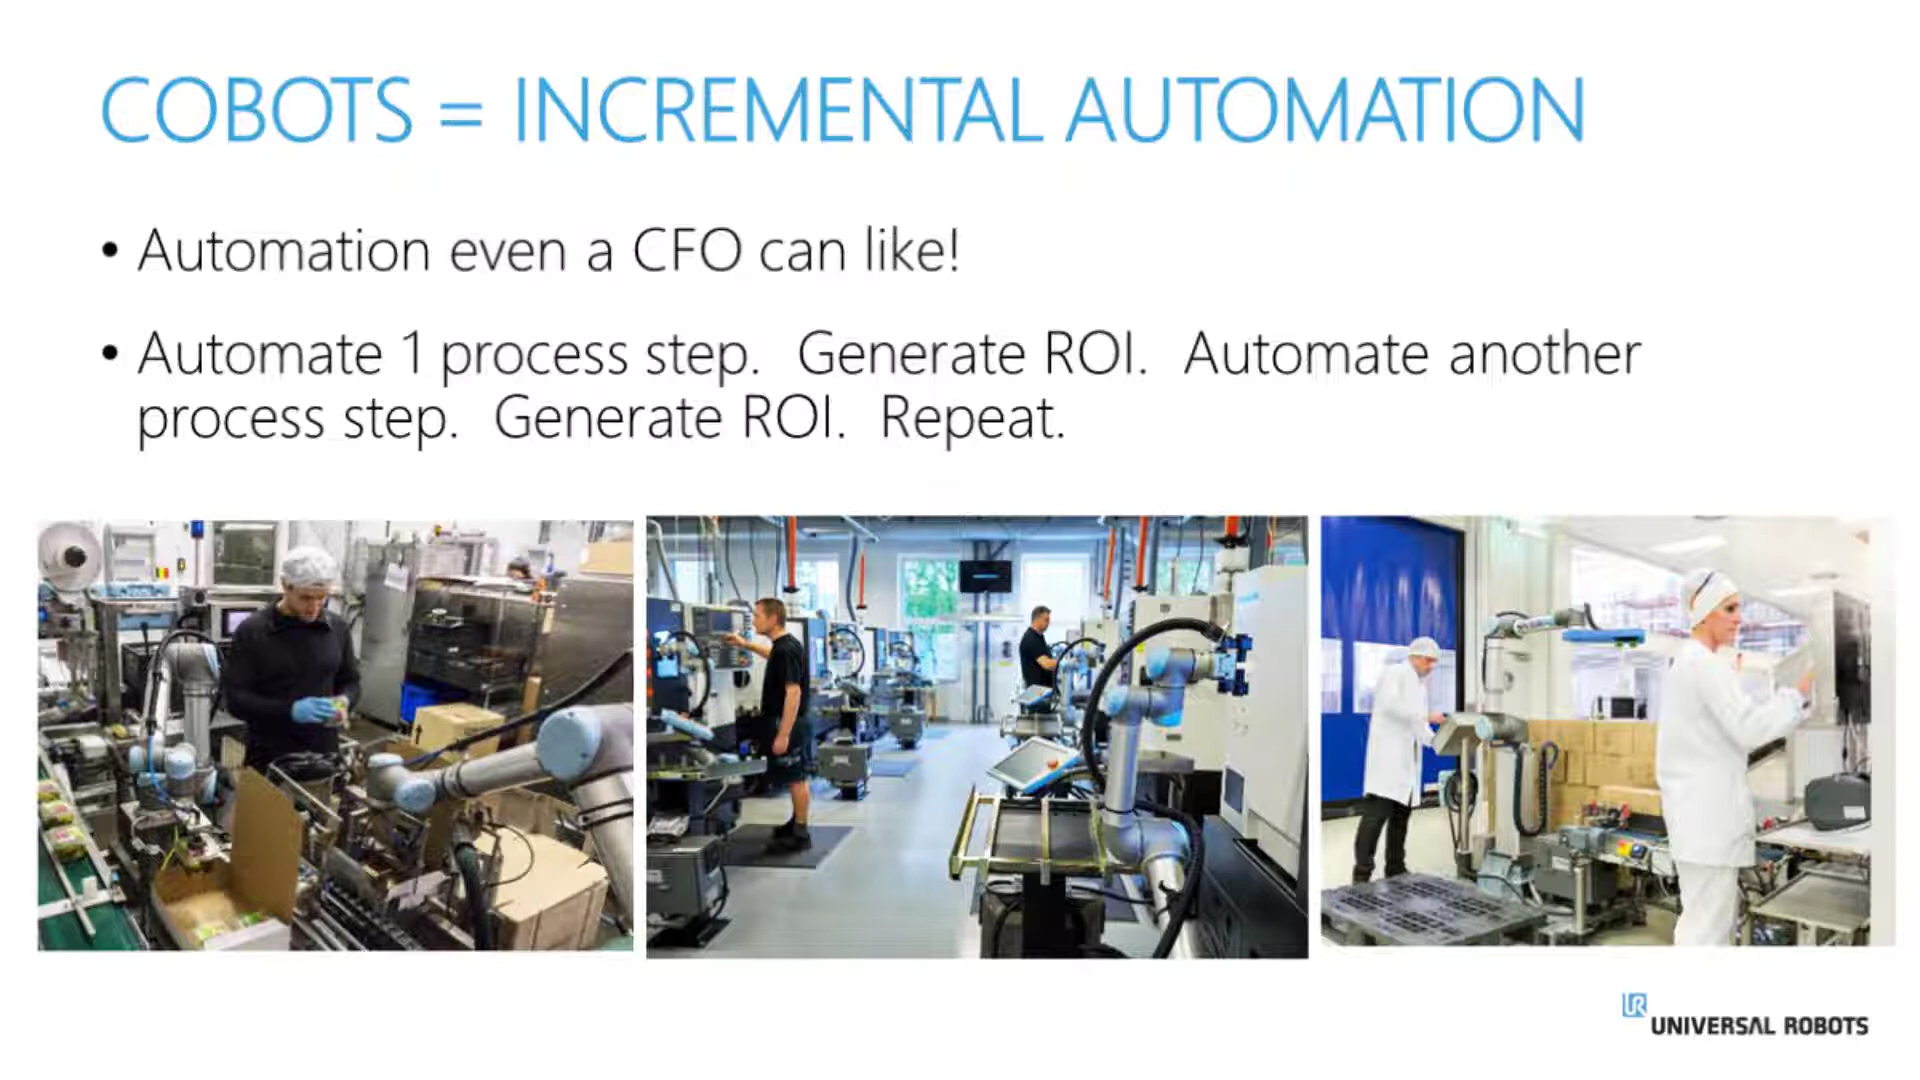 COBOTS = INCREMENTAL AUTOMATION
• Automation even a CFO can like!
• Automate 1 process step. Generate ROI. Automate another
process step. Generate ROI. Repeat.
UR
UNIVERSAL ROBOTS